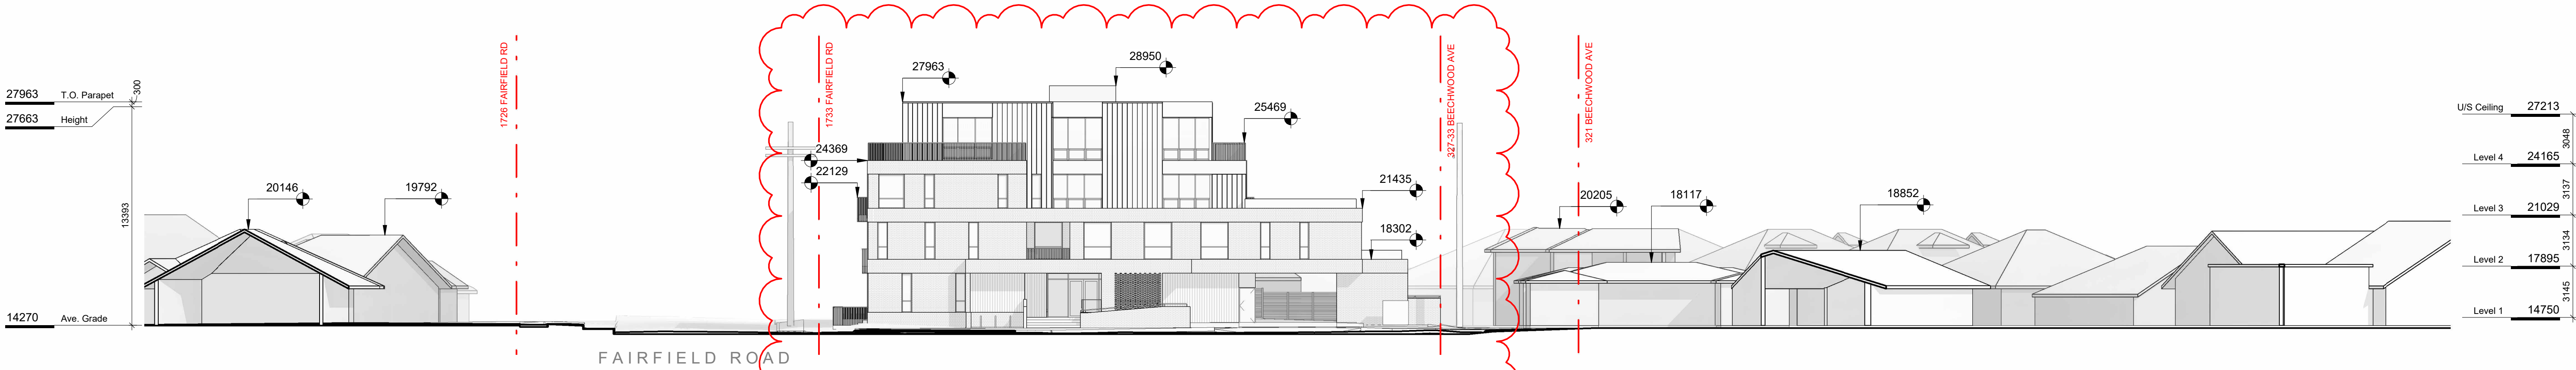 27963 T.O. Parapet
300
27663 Height
13393
14270 Ave. Grade
20146
19792
1726 FAIRFIELD RD
FAIRFIELD ROAD
1733 FAIRFIELD RD
27963
28950
25469
24369
22129
21435
18302
327-33 BEECHWOOD AVE
321 BEECHWOOD AVE
20205
18117
18852
U/S Ceiling 27213
3048
Level 4 24165
3137
Level 3 21029
3134
Level 2 17895
3145
Level 1 14750